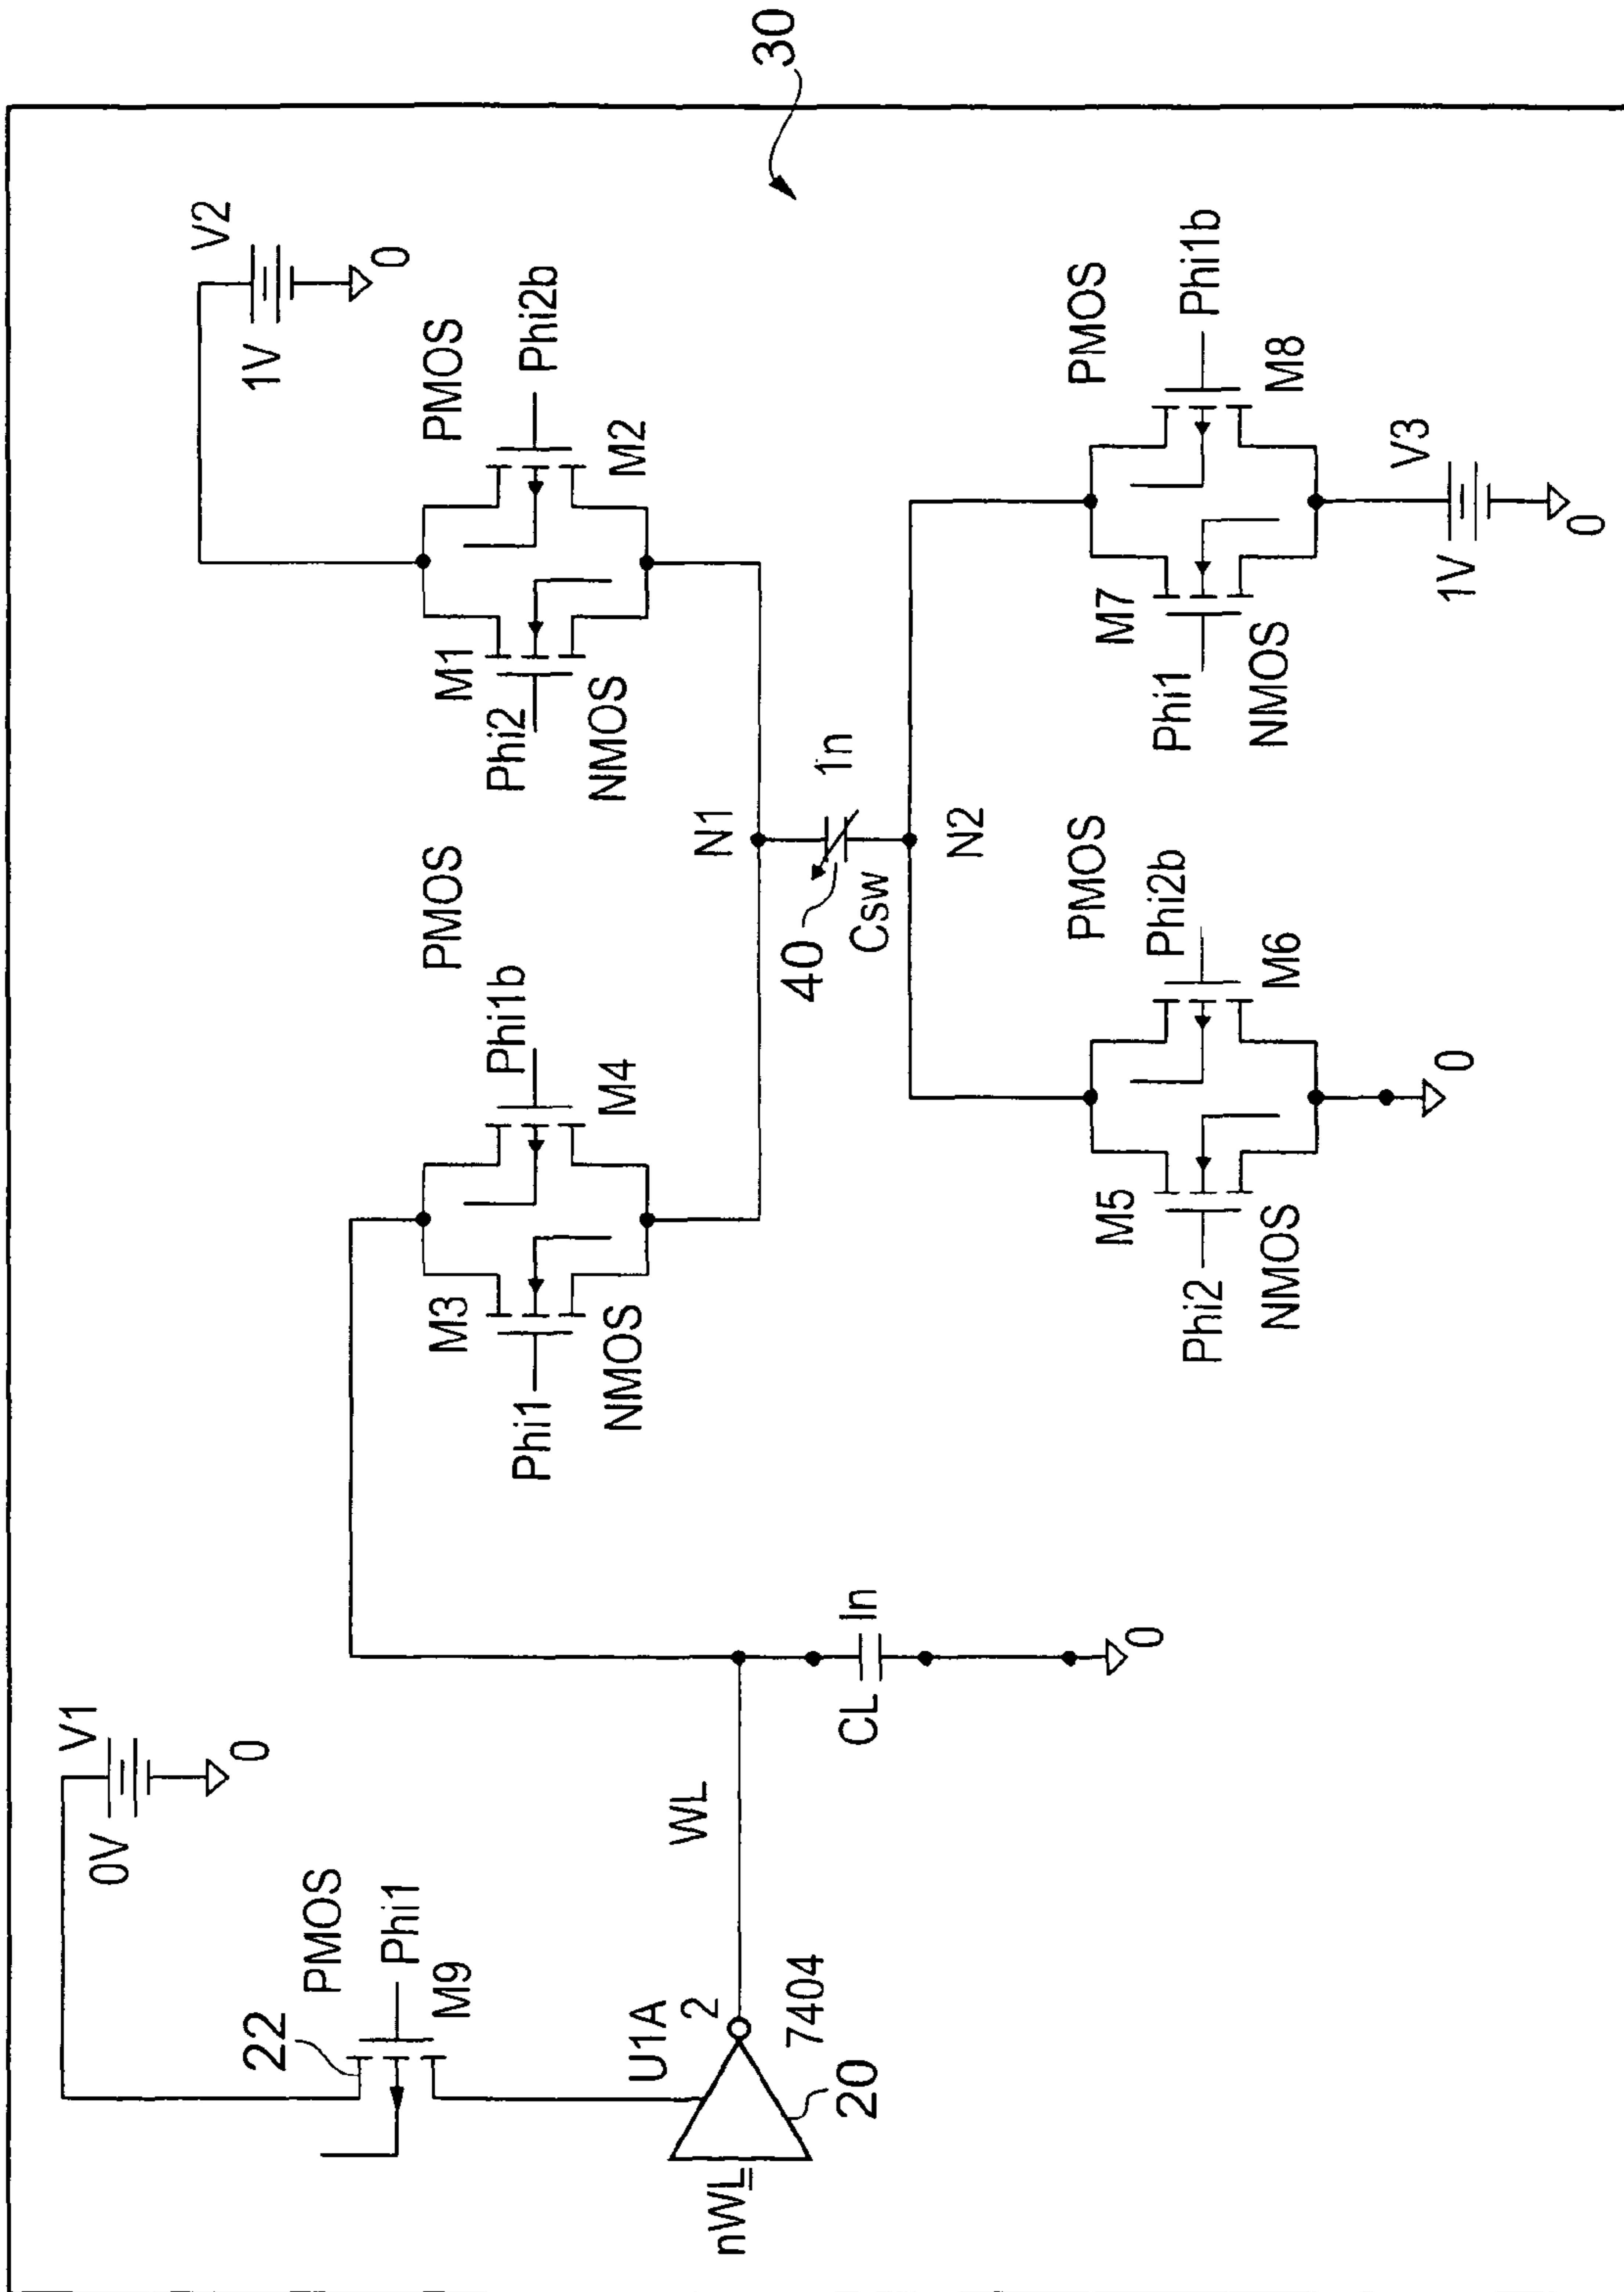 30
V1
0V
0
22
PMOS
Phi1
M9
U1A
2
7404
20
nWL
WL
CL
In
0
PMOS
Phi1b
M3
M4
Phi1
NMOS
V2
1V
0
PMOS
Phi2b
M1
M2
Phi2
NMOS
N1
1n
40
Csw
N2
PMOS
Phi2b
M5
M6
Phi2
NMOS
0
PMOS
Phi1b
M7
M8
Phi1
NMOS
V3
1V
0